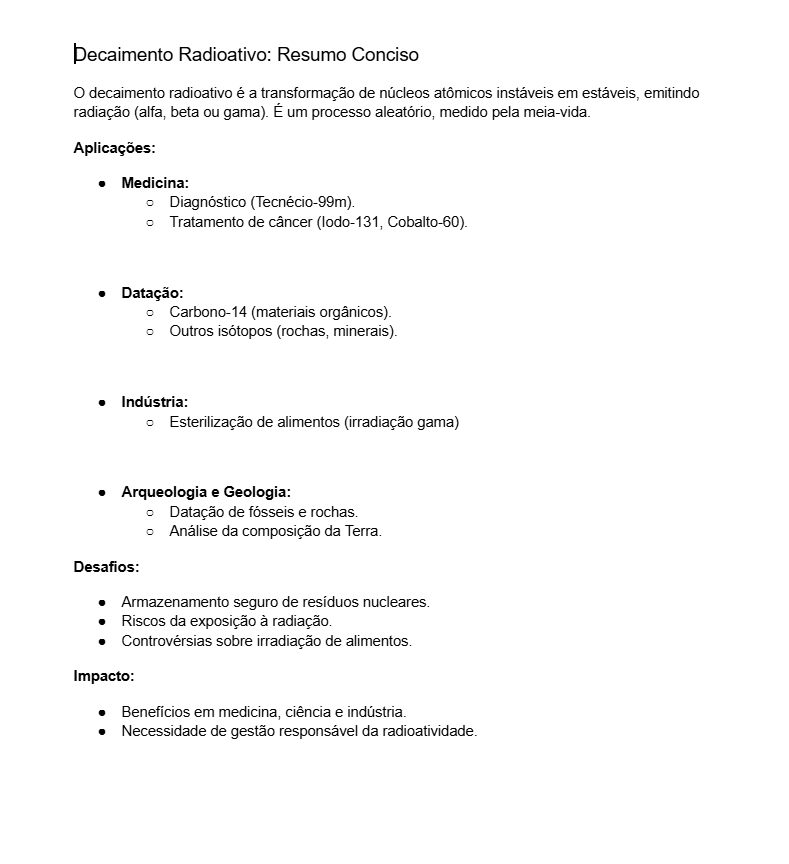 Decaimento Radioativo: Resumo Conciso
O decaimento radioativo é a transformação de núcleos atômicos instáveis em estáveis, emitindo
radiação (alfa, beta ou gama). É um processo aleatório, medido pela meia-vida.
Aplicações:
● Medicina:
○ Diagnóstico (Tecnécio-99m).
○ Tratamento de câncer (Iodo-131, Cobalto-60).
● Datação:
○ Carbono-14 (materiais orgânicos).
○ Outros isótopos (rochas, minerais).
● Indústria:
○ Esterilização de alimentos (irradiação gama)
● Arqueologia e Geologia:
○ Datação de fósseis e rochas.
○ Análise da composição da Terra.
Desafios:
● Armazenamento seguro de resíduos nucleares.
● Riscos da exposição à radiação.
● Controvérsias sobre irradiação de alimentos.
Impacto:
● Benefícios em medicina, ciência e indústria.
● Necessidade de gestão responsável da radioatividade.